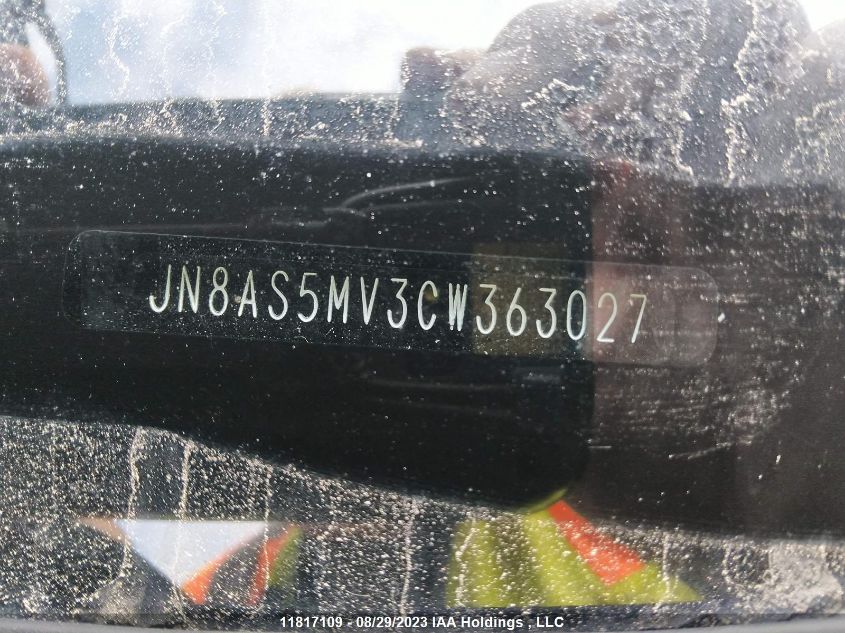 JN8AS5MV3CW363027
11817109 - 08/29/2023 IAA Holdings , LLC